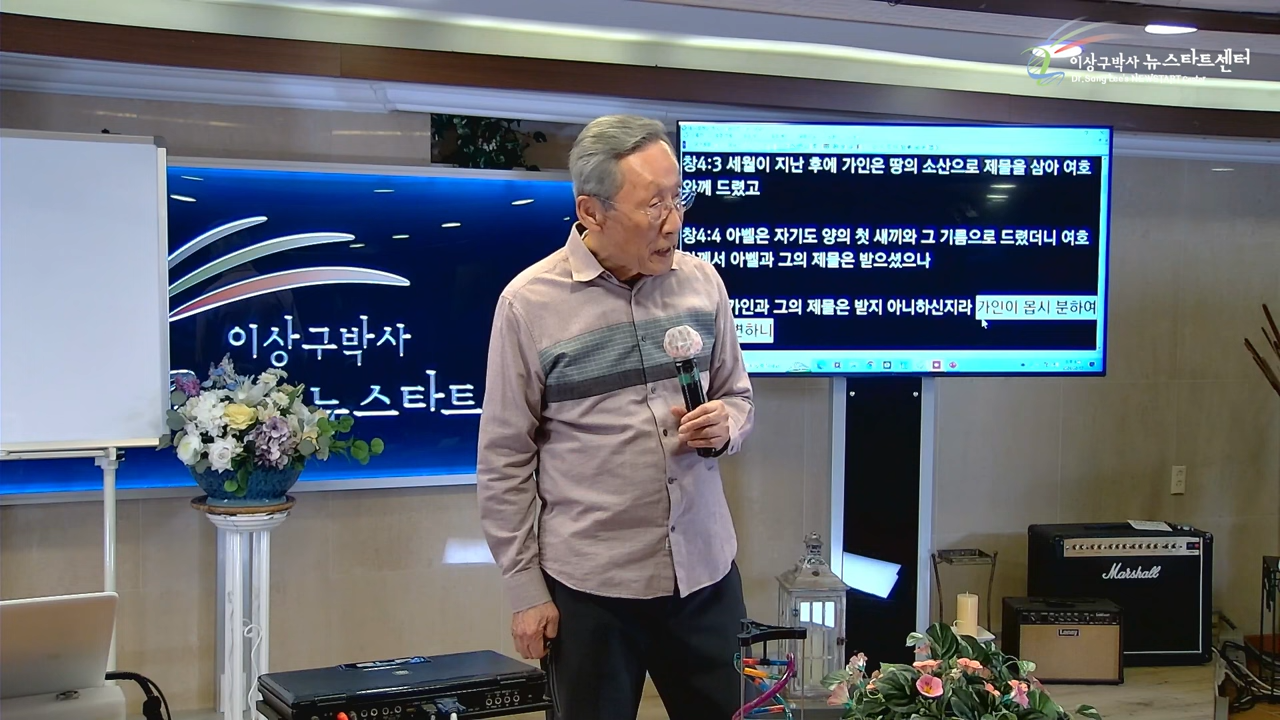 이상구박사 뉴스타트센터
이상구박사
뉴스타트
창4:3 세월이 지난 후에 가인은 땅의 소산으로 제물을 삼아 여호
와께 드렸고
창4:4 아벨은 자기도 양의 첫 새끼와 그 기름으로 드렸더니 여호
께서 아벨과 그의 제물은 받으셨으나
가인과 그의 제물은 받지 아니하신지라 가인이 몹시 분하여
변하니
Marshall
Laney